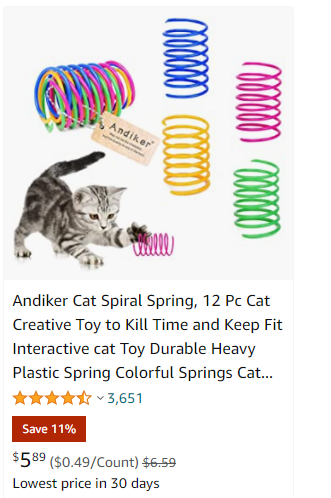 Andiker
Andiker Cat Spiral Spring, 12 Pc Cat
Creative Toy to Kill Time and Keep Fit
Interactive cat Toy Durable Heavy
Plastic Spring Colorful Springs Cat...
3,651
Save 11%
$5⁸⁹ ($0.49/Count) $6.59
Lowest price in 30 days